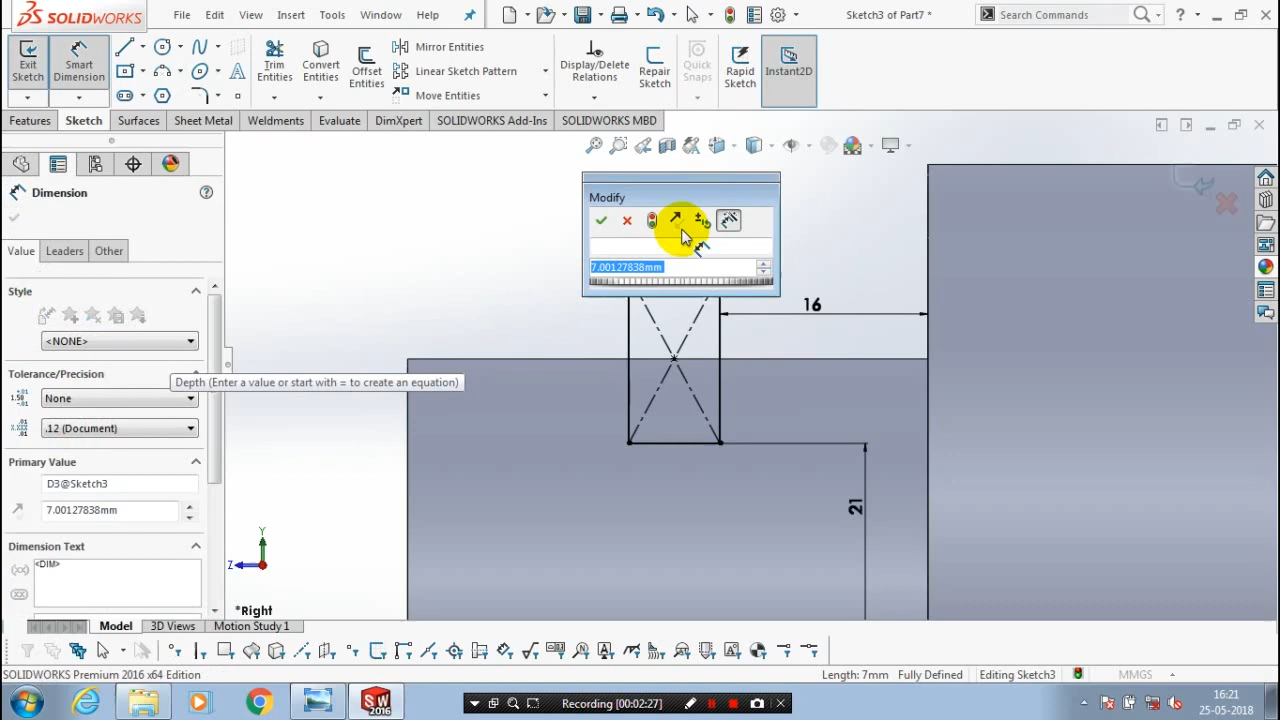 SOLIDWORKS File Edit View Insert Tools Window Help Sketch3 of Part7 * Search Commands ?
Exit Sketch Smart Dimension Trim Entities Convert Entities Offset Entities Mirror Entities Linear Sketch Pattern Move Entities Display/Delete Relations Repair Sketch Quick Snaps Rapid Sketch Instant2D
Features Sketch Surfaces Sheet Metal Weldments Evaluate DimXpert SOLIDWORKS Add-Ins SOLIDWORKS MBD
Dimension ?
Value Leaders Other
Style
<NONE>
Tolerance/Precision
None
.12 (Document)
Primary Value
D3@Sketch3
7.00127838mm
Dimension Text
<DIM>
Modify
7.00127838mm
Depth (Enter a value or start with = to create an equation)
16
21
Y
Z
*Right
Model 3D Views Motion Study 1
SOLIDWORKS Premium 2016 x64 Edition Length: 7mm Fully Defined Editing Sketch3 MMGS
SW 2016
Recording [00:02:27]
16:21
25-05-2018